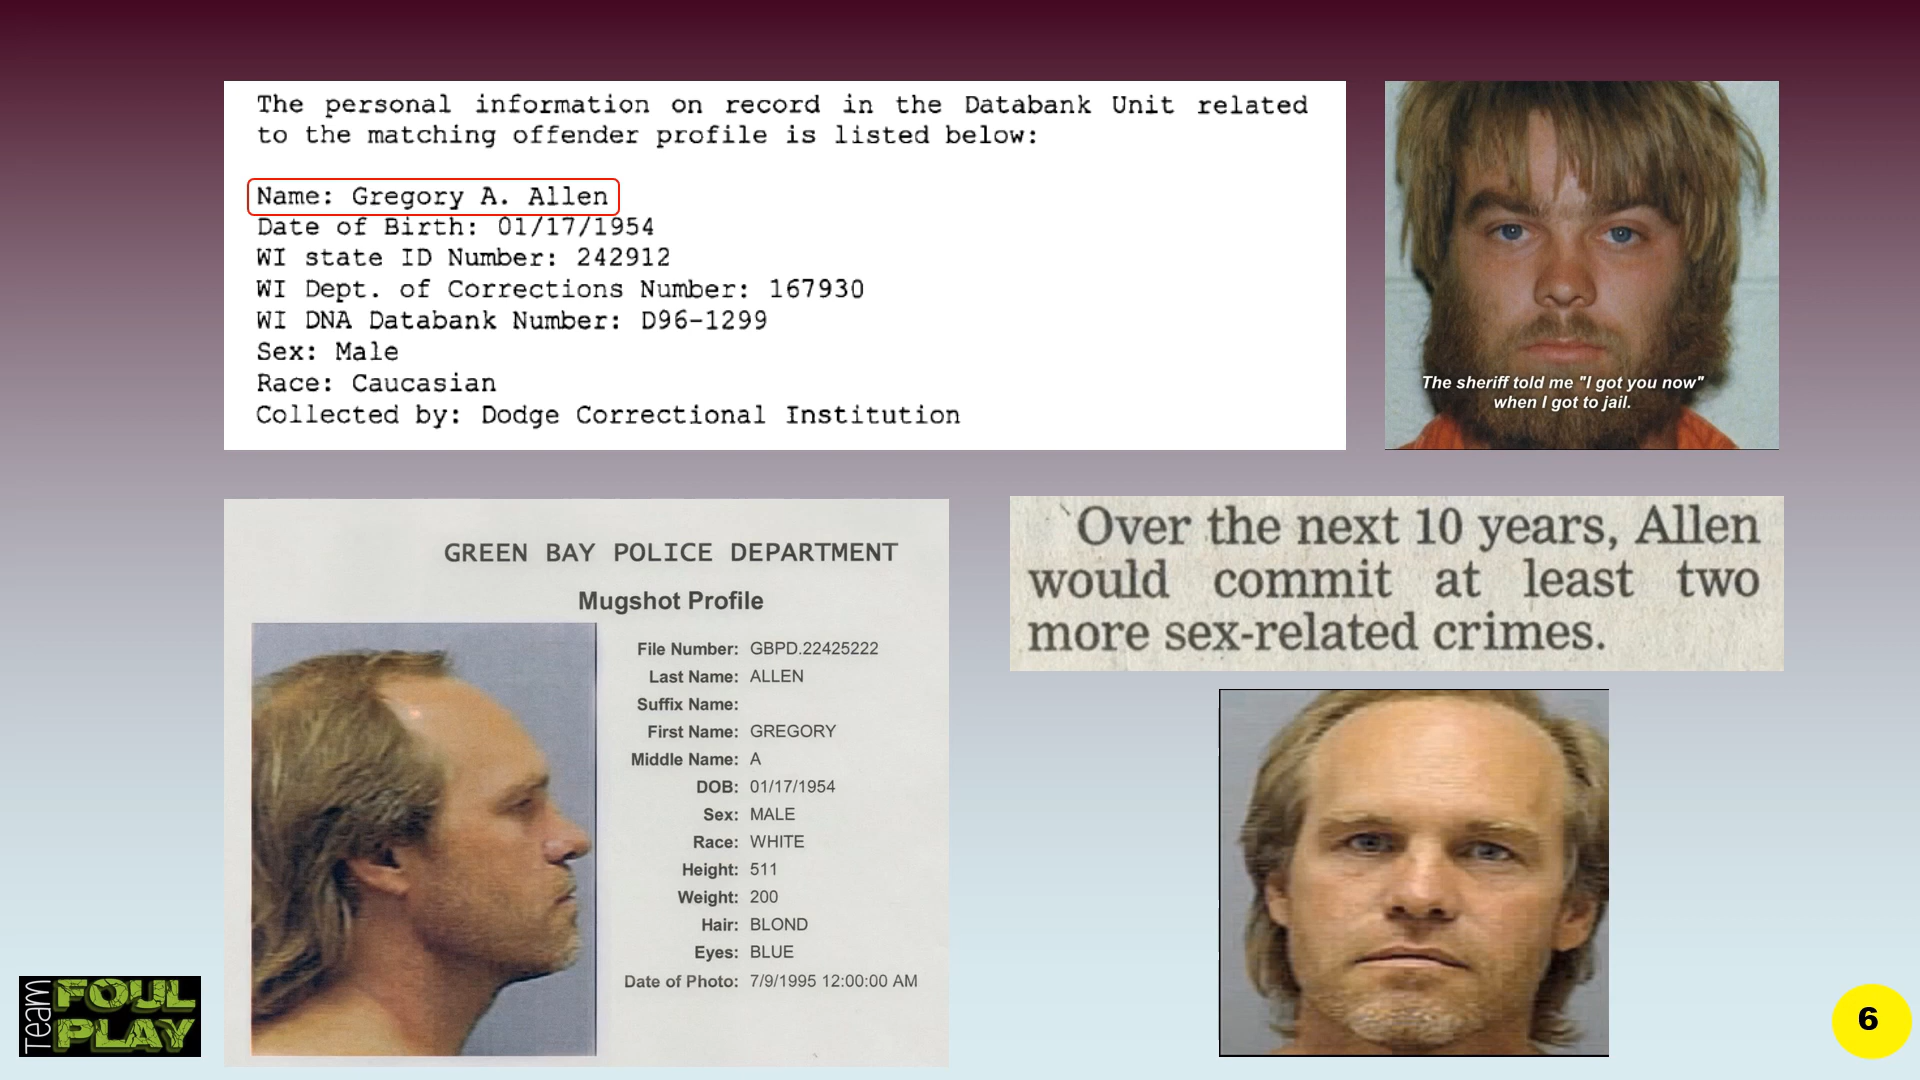 The personal information on record in the Databank Unit related
to the matching offender profile is listed below:
Name: Gregory A. Allen
Date of Birth: 01/17/1954
WI state ID Number: 242912
WI Dept. of Corrections Number: 167930
WI DNA Databank Number: D96-1299
Sex: Male
Race: Caucasian
Collected by: Dodge Correctional Institution
The sheriff told me "I got you now"
when I got to jail.
GREEN BAY POLICE DEPARTMENT
Mugshot Profile
File Number: GBPD.22425222
Last Name: ALLEN
Suffix Name:
First Name: GREGORY
Middle Name: A
DOB: 01/17/1954
Sex: MALE
Race: WHITE
Height: 511
Weight: 200
Hair: BLOND
Eyes: BLUE
Date of Photo: 7/9/1995 12:00:00 AM
Over the next 10 years, Allen
would commit at least two
more sex-related crimes.
Team
FOUL
PLAY
6